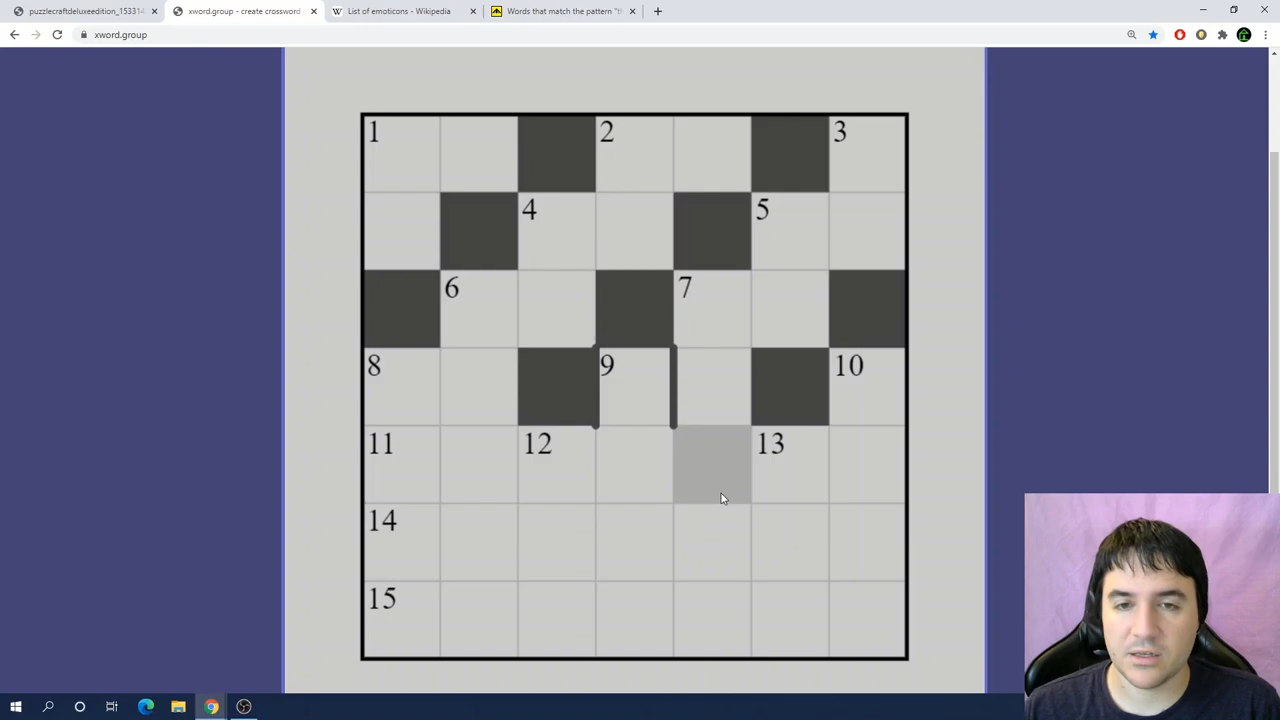 puzzlecraftdeluxeedition_153314
xword.group - create crossword
List of emoticons - Wikipedia
Words that match the pattern "t
xword.group
1 2 3
4 5
6 7
8 9 10
11 12 13
14
15